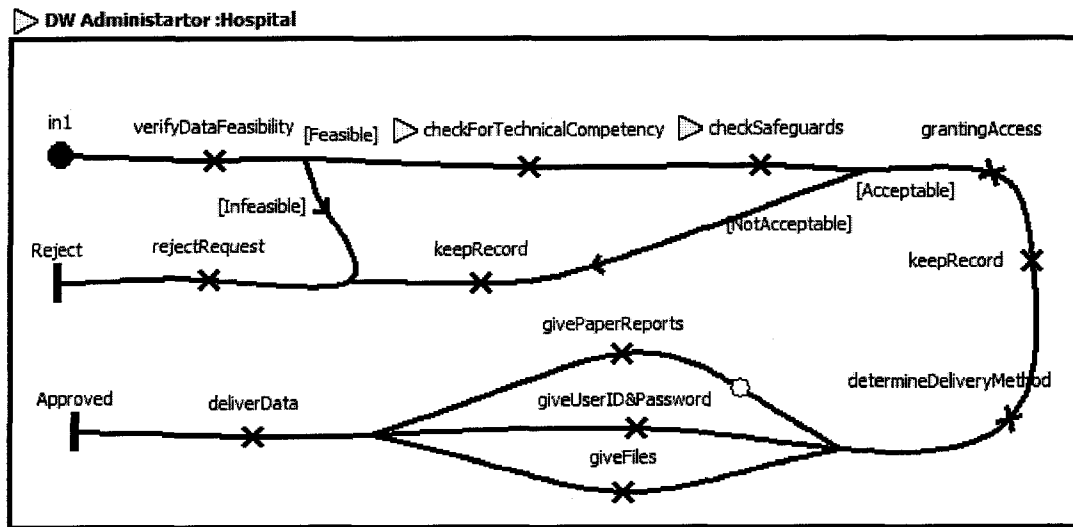 DW Administartor :Hospital
in1
verifyDataFeasibility
[Feasible]
checkForTechnicalCompetency
checkSafeguards
grantingAccess
[Infeasible]
[Acceptable]
[NotAcceptable]
Reject
rejectRequest
keepRecord
keepRecord
givePaperReports
determineDeliveryMethod
Approved
deliverData
giveUserID&Password
giveFiles